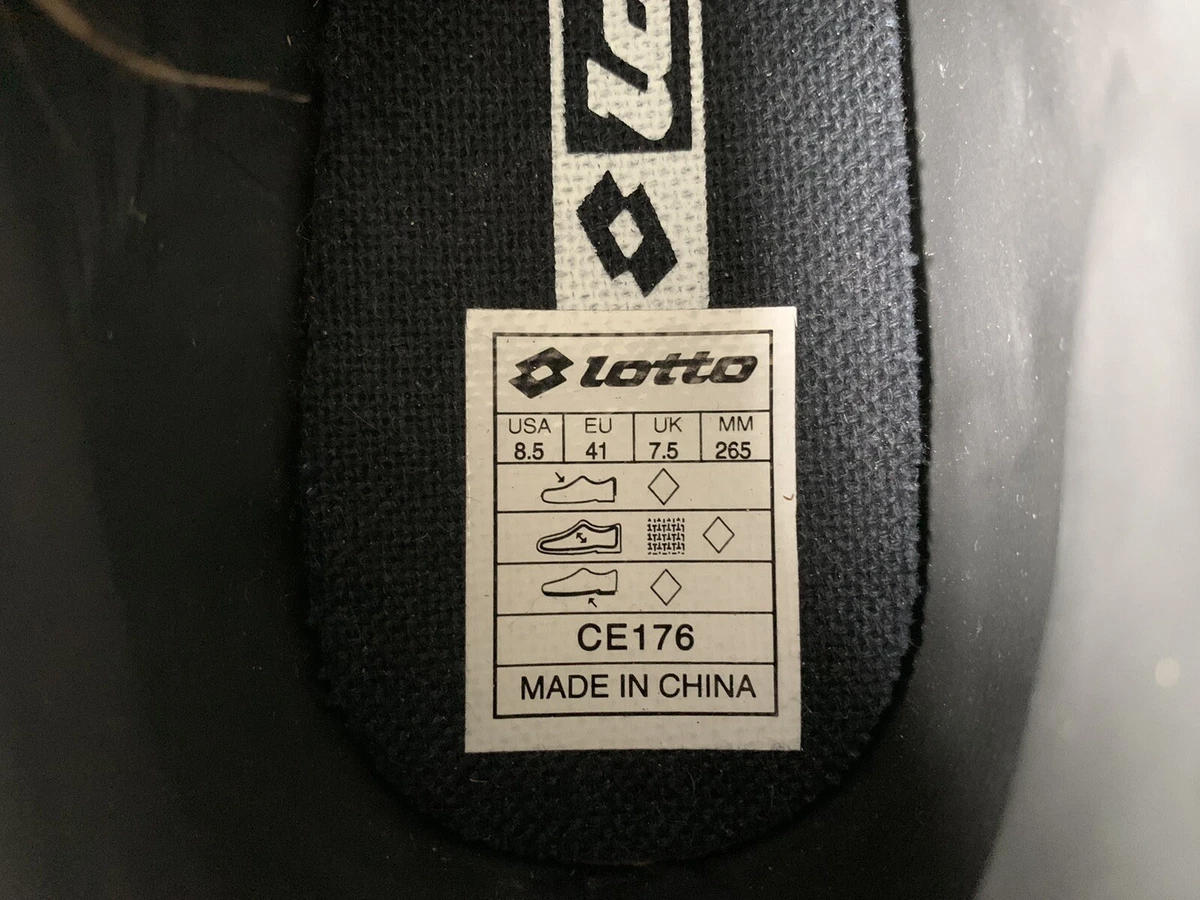 lotto
USA EU UK MM
8.5 41 7.5 265
CE176
MADE IN CHINA